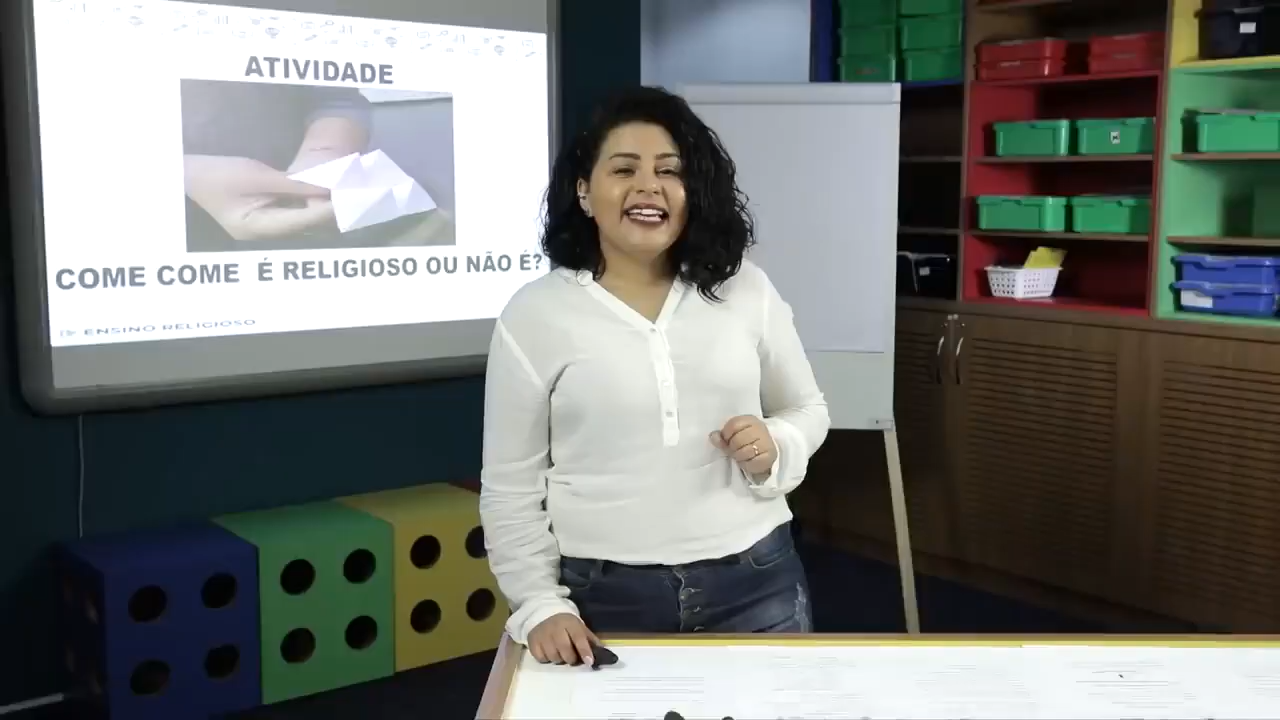 ATIVIDADE
COME COME É RELIGIOSO OU NÃO É?
ENSINO RELIGIOSO